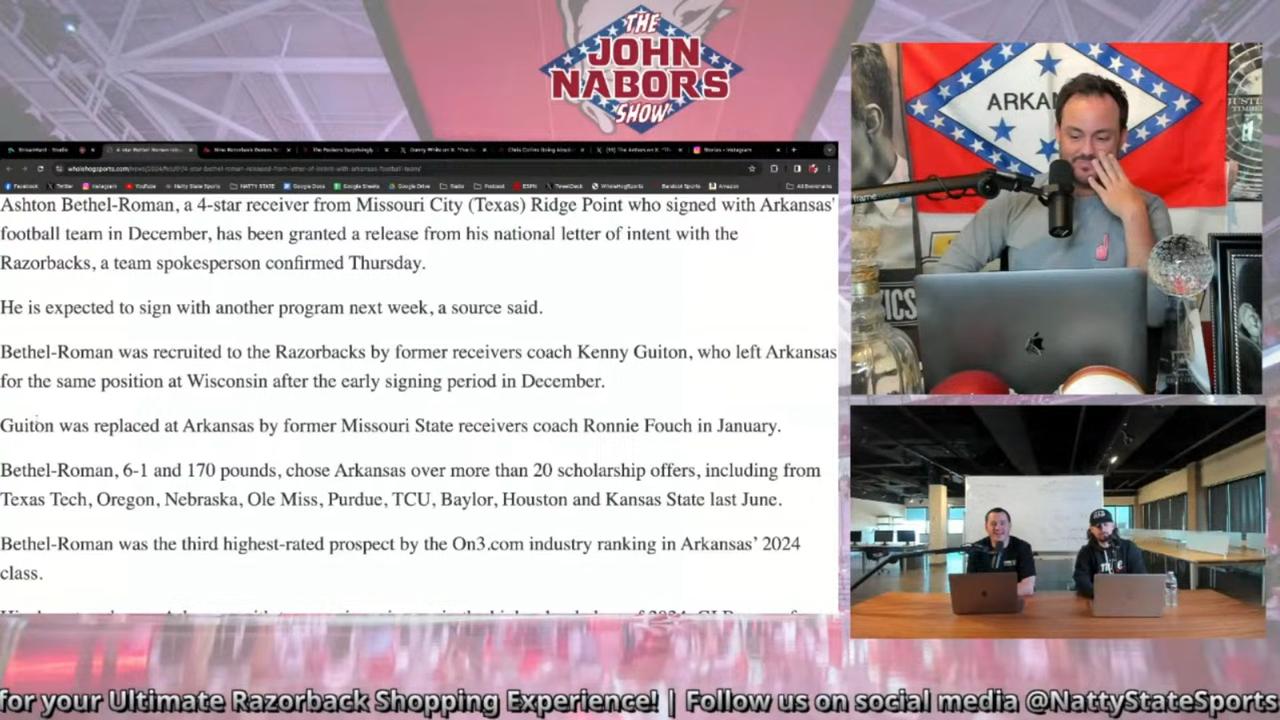 THE
JOHN
NABORS
SHOW
Ashton Bethel-Roman, a 4-star receiver from Missouri City (Texas) Ridge Point who signed with Arkansas'
football team in December, has been granted a release from his national letter of intent with the
Razorbacks, a team spokesperson confirmed Thursday.
He is expected to sign with another program next week, a source said.
Bethel-Roman was recruited to the Razorbacks by former receivers coach Kenny Guiton, who left Arkansas
for the same position at Wisconsin after the early signing period in December.
Guiton was replaced at Arkansas by former Missouri State receivers coach Ronnie Fouch in January.
Bethel-Roman, 6-1 and 170 pounds, chose Arkansas over more than 20 scholarship offers, including from
Texas Tech, Oregon, Nebraska, Ole Miss, Purdue, TCU, Baylor, Houston and Kansas State last June.
Bethel-Roman was the third highest-rated prospect by the On3.com industry ranking in Arkansas' 2024
class.
ARKAN
for your Ultimate Razorback Shopping Experience! | Follow us on social media @NattyStateSports